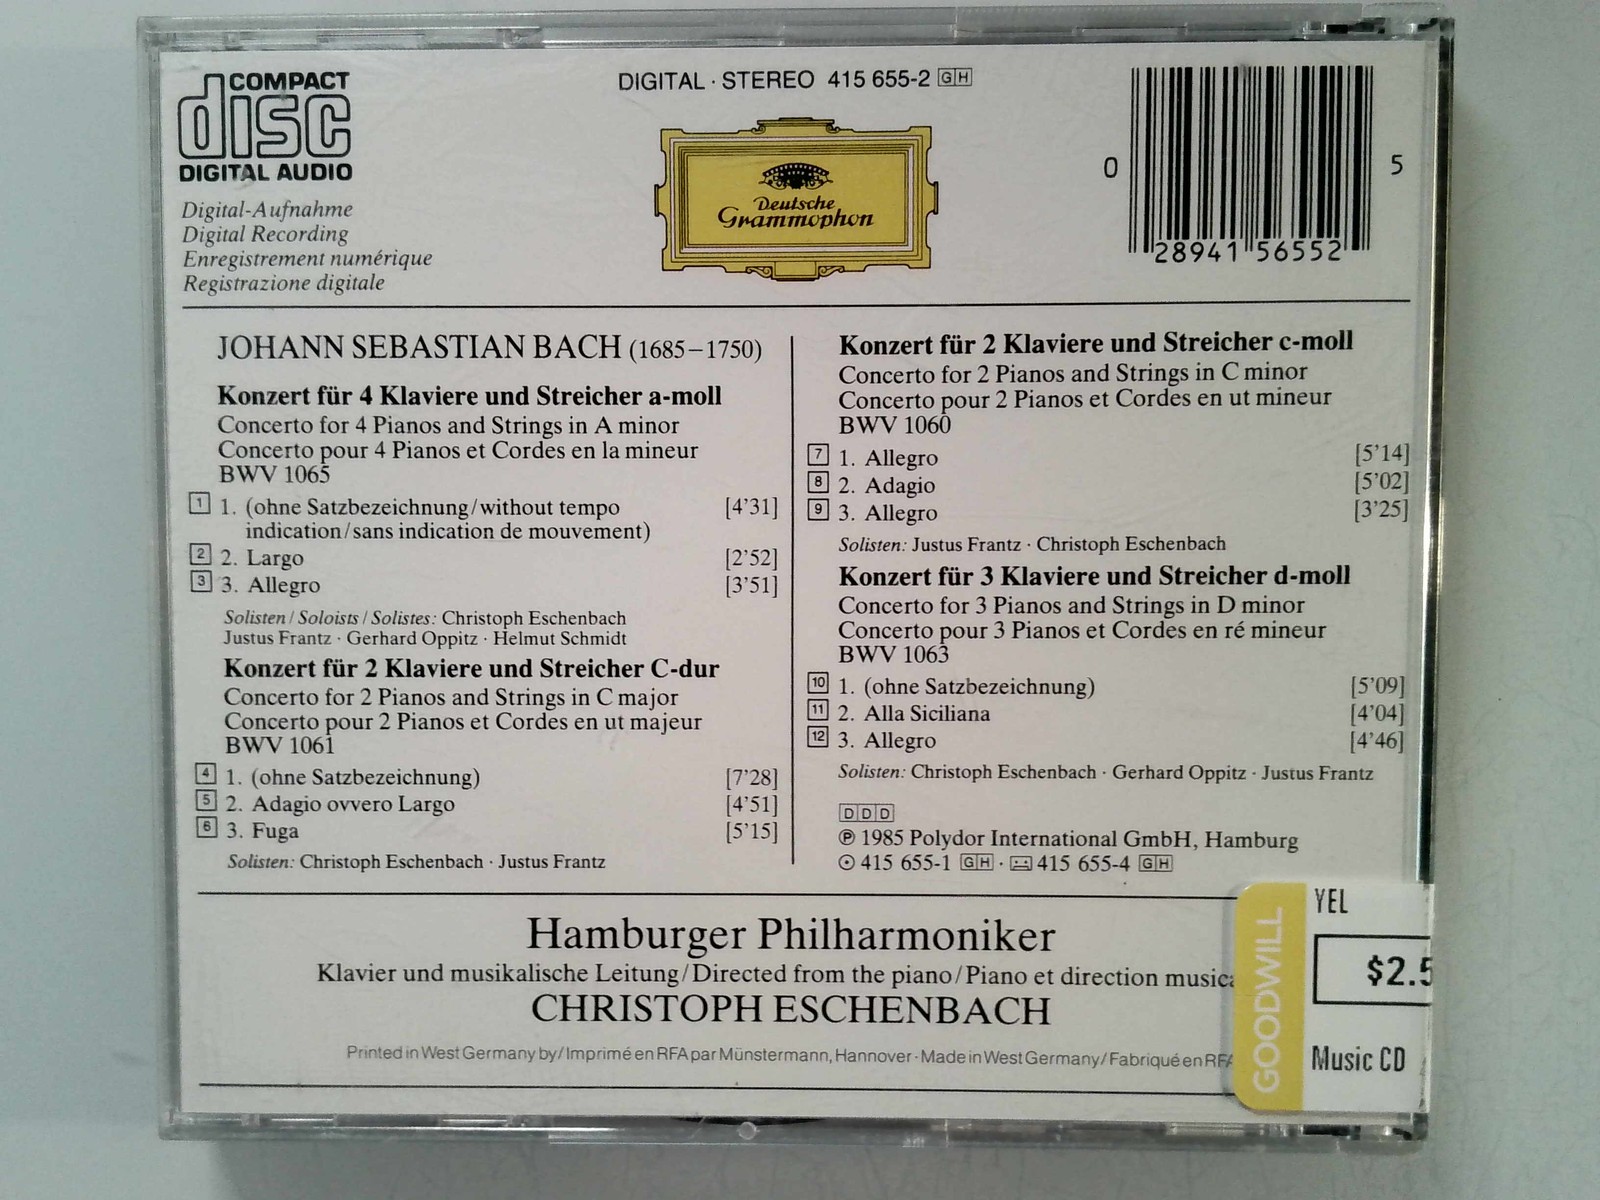 COMPACT
disc
DIGITAL AUDIO
Digital-Aufnahme
Digital Recording
Enregistrement numérique
Registrazione digitale
DIGITAL · STEREO 415 655-2 GH
Deutsche
Grammophon
0 28941 56552 5
JOHANN SEBASTIAN BACH (1685–1750)
Konzert für 4 Klaviere und Streicher a-moll
Concerto for 4 Pianos and Strings in A minor
Concerto pour 4 Pianos et Cordes en la mineur
BWV 1065
1 1. (ohne Satzbezeichnung/without tempo [4'31]
indication/sans indication de mouvement)
2 2. Largo [2'52]
3 3. Allegro [3'51]
Solisten / Soloists / Solistes: Christoph Eschenbach
Justus Frantz · Gerhard Oppitz · Helmut Schmidt
Konzert für 2 Klaviere und Streicher C-dur
Concerto for 2 Pianos and Strings in C major
Concerto pour 2 Pianos et Cordes en ut majeur
BWV 1061
4 1. (ohne Satzbezeichnung) [7'28]
5 2. Adagio ovvero Largo [4'51]
6 3. Fuga [5'15]
Solisten: Christoph Eschenbach · Justus Frantz
Konzert für 2 Klaviere und Streicher c-moll
Concerto for 2 Pianos and Strings in C minor
Concerto pour 2 Pianos et Cordes en ut mineur
BWV 1060
7 1. Allegro [5'14]
8 2. Adagio [5'02]
9 3. Allegro [3'25]
Solisten: Justus Frantz · Christoph Eschenbach
Konzert für 3 Klaviere und Streicher d-moll
Concerto for 3 Pianos and Strings in D minor
Concerto pour 3 Pianos et Cordes en ré mineur
BWV 1063
10 1. (ohne Satzbezeichnung) [5'09]
11 2. Alla Siciliana [4'04]
12 3. Allegro [4'46]
Solisten: Christoph Eschenbach · Gerhard Oppitz · Justus Frantz
DDD
℗ 1985 Polydor International GmbH, Hamburg
415 655-1 GH · 415 655-4 GH
Hamburger Philharmoniker
Klavier und musikalische Leitung/Directed from the piano/Piano et direction musica
CHRISTOPH ESCHENBACH
Printed in West Germany by/Imprimé en RFA par Münstermann, Hannover · Made in West Germany/Fabriqué en RFA
GOODWILL
YEL
$2.5
Music CD